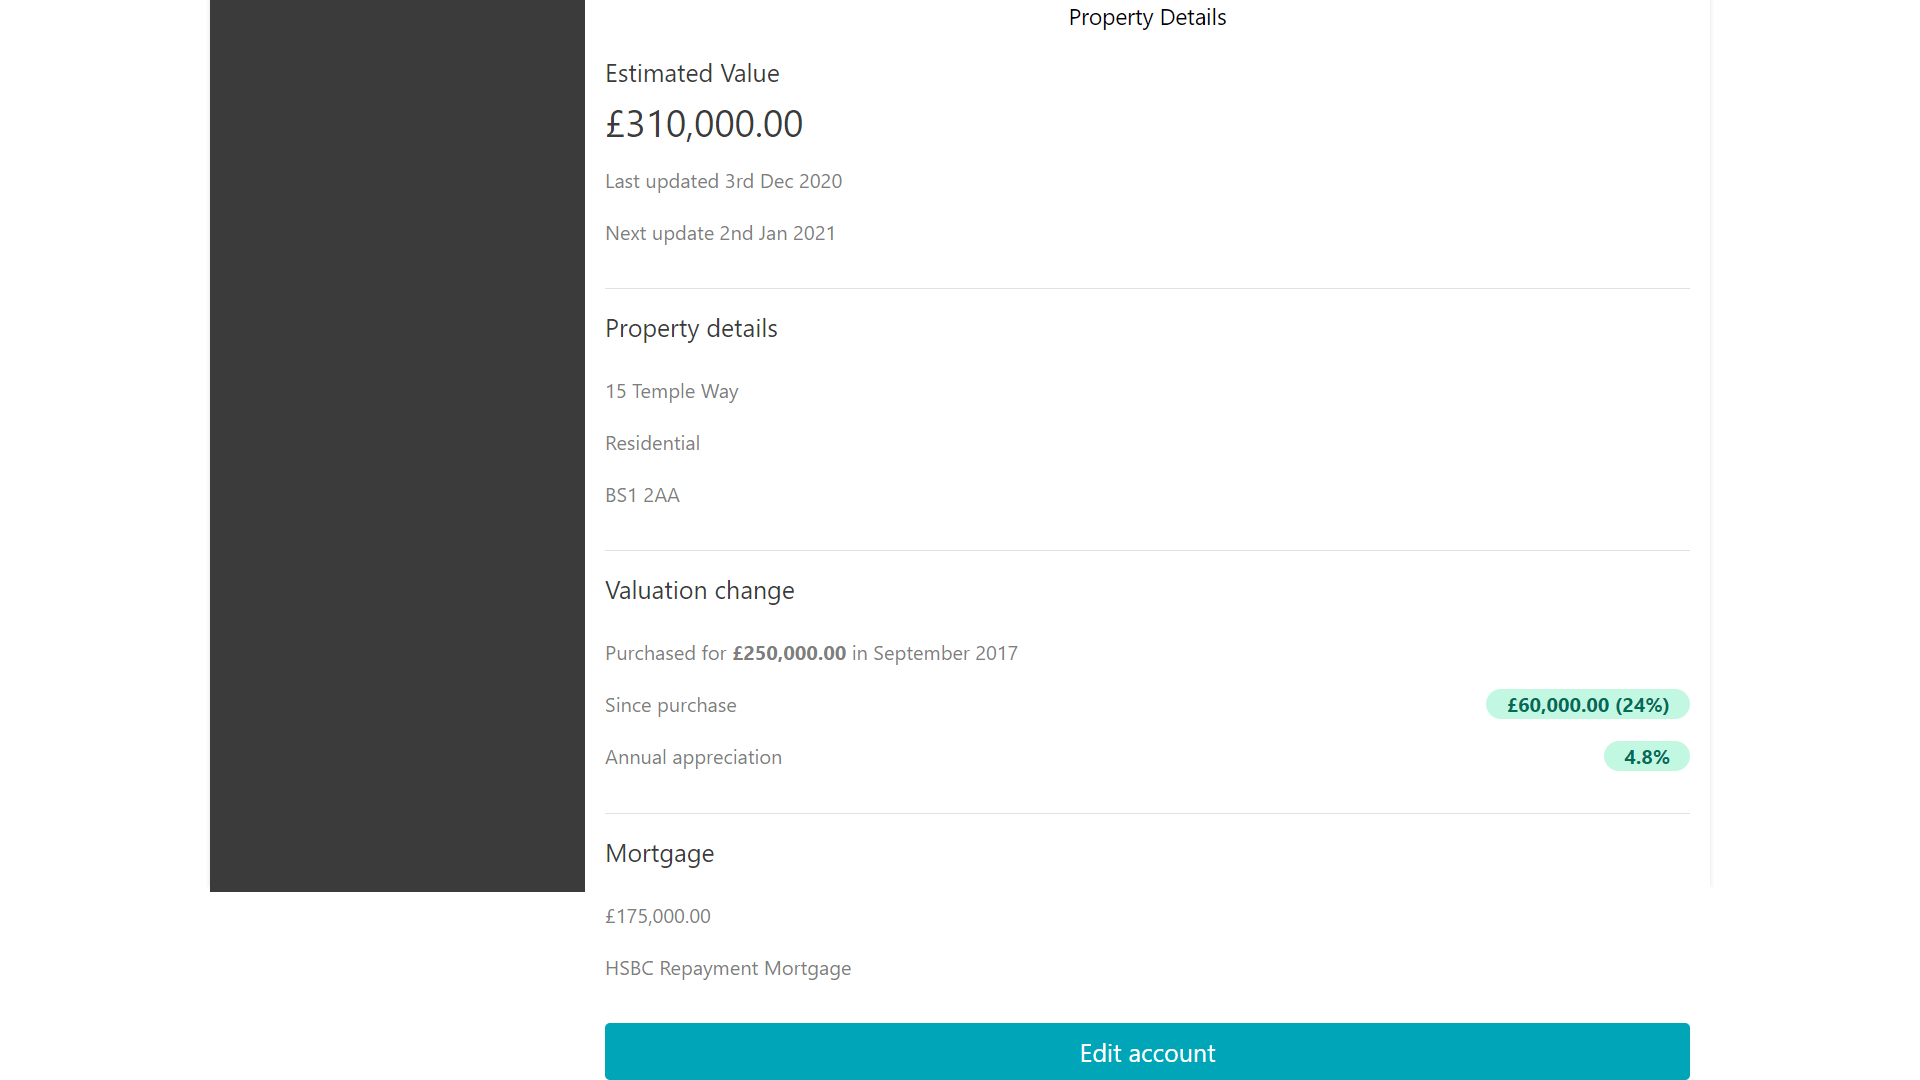 Property Details
Estimated Value
£310,000.00
Last updated 3rd Dec 2020
Next update 2nd Jan 2021
Property details
15 Temple Way
Residential
BS1 2AA
Valuation change
Purchased for £250,000.00 in September 2017
Since purchase £60,000.00 (24%)
Annual appreciation 4.8%
Mortgage
£175,000.00
HSBC Repayment Mortgage
Edit account